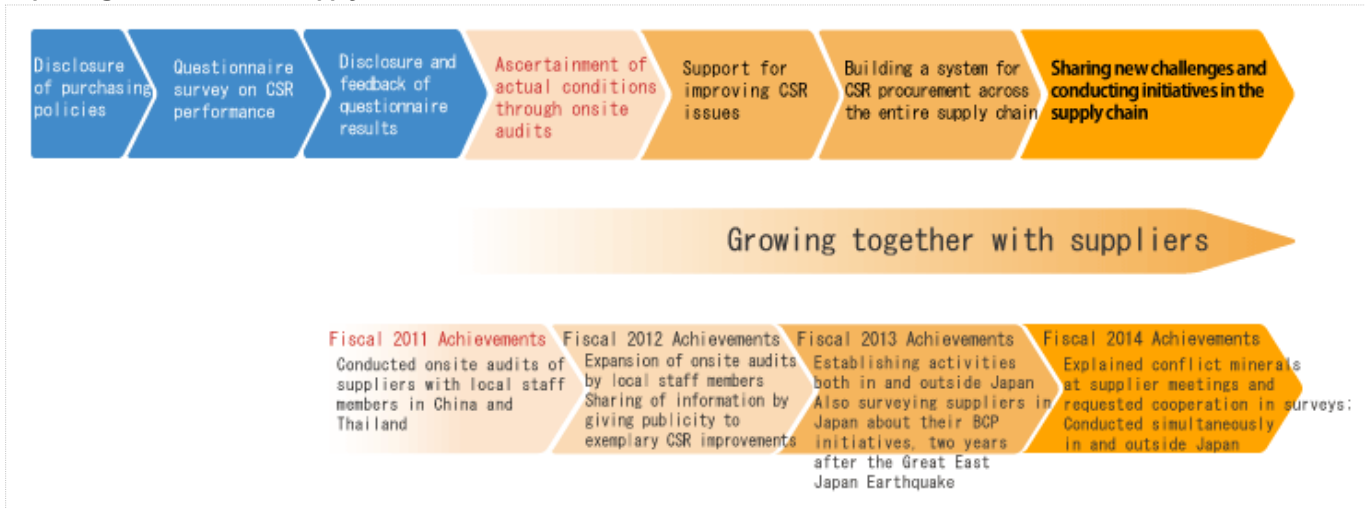 Disclosure
of purchasing
policies
Questionnaire
survey on CSR
performance
Disclosure and
feedback of
questionnaire
results
Ascertainment of
actual conditions
through onsite
audits
Support for
improving CSR
issues
Building a system for
CSR procurement across
the entire supply chain
Sharing new challenges and
conducting initiatives in the
supply chain
Growing together with suppliers
Fiscal 2011 Achievements
Conducted onsite audits of
suppliers with local staff
members in China and
Thailand
Fiscal 2012 Achievements
Expansion of onsite audits
by local staff members
Sharing of information by
giving publicity to
exemplary CSR improvements
Fiscal 2013 Achievements
Establishing activities
both in and outside Japan
Also surveying suppliers in
Japan about their BCP
initiatives, two years
after the Great East
Japan Earthquake
Fiscal 2014 Achievements
Explained conflict minerals
at supplier meetings and
requested cooperation in surveys;
Conducted simultaneously
in and outside Japan